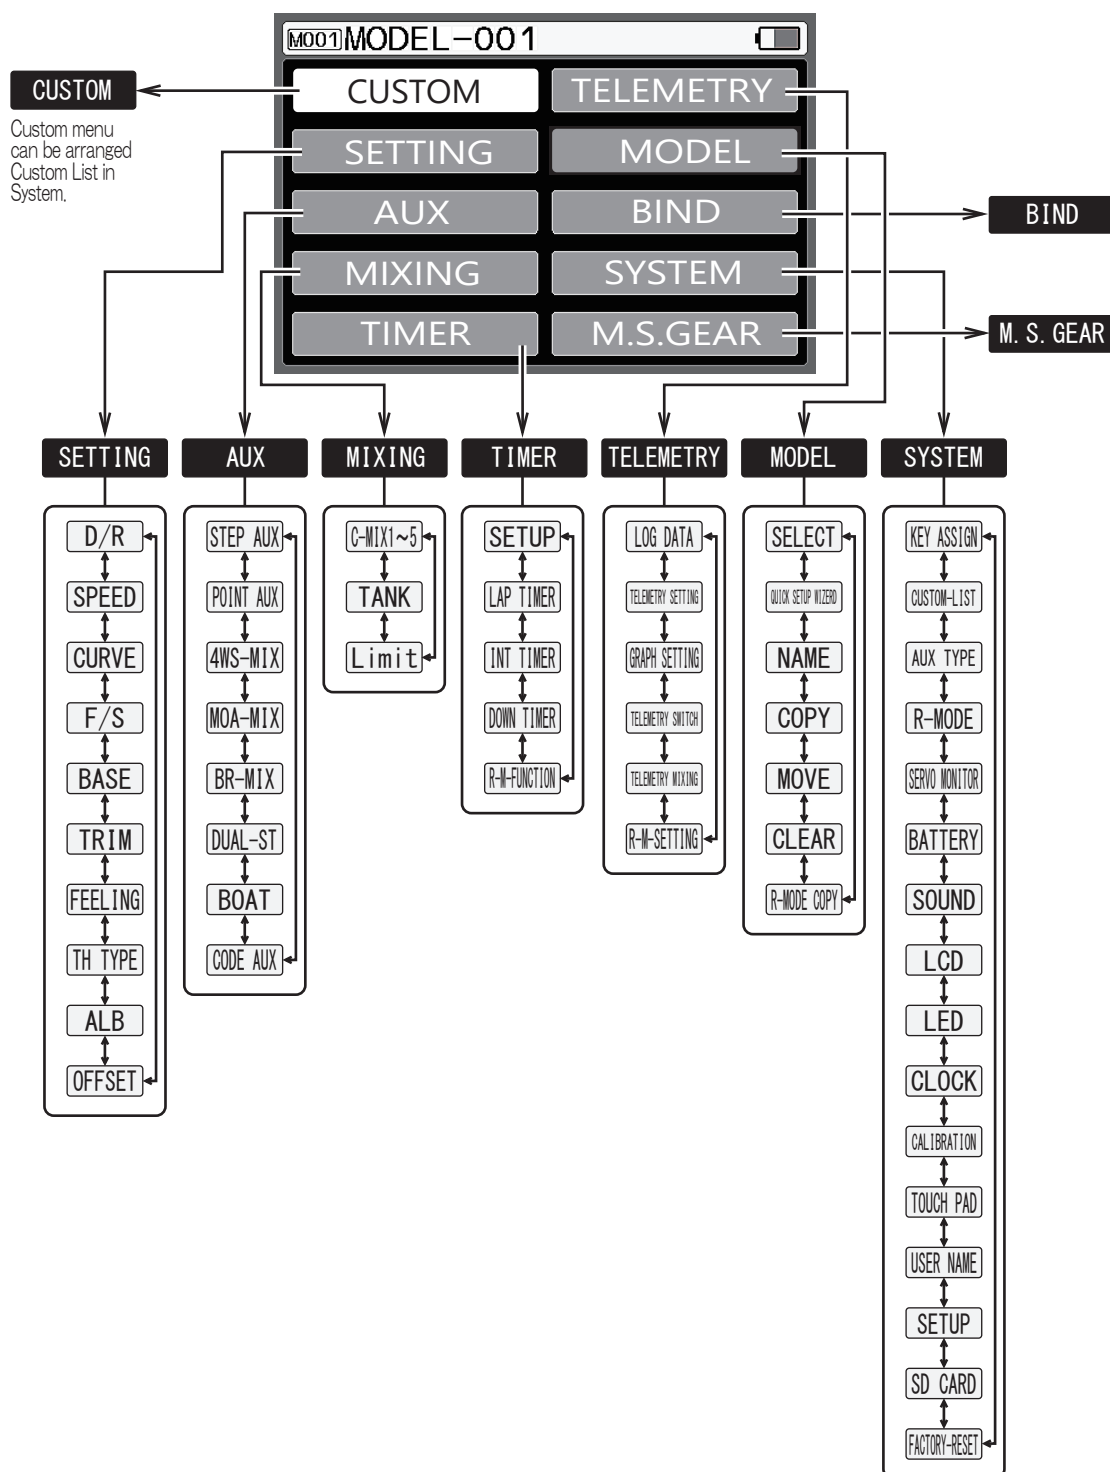 M001 MODEL-001
CUSTOM
TELEMETRY
SETTING
MODEL
AUX
BIND
MIXING
SYSTEM
TIMER
M.S.GEAR
CUSTOM
Custom menu
can be arranged
Custom List in
System.
BIND
M.S.GEAR
SETTING
D/R
SPEED
CURVE
F/S
BASE
TRIM
FEELING
TH TYPE
ALB
OFFSET
AUX
STEP AUX
POINT AUX
4WS-MIX
MOA-MIX
BR-MIX
DUAL-ST
BOAT
CODE AUX
MIXING
C-MIX1~5
TANK
Limit
TIMER
SETUP
LAP TIMER
INT TIMER
DOWN TIMER
R-M-FUNCTION
TELEMETRY
LOG DATA
TELEMETRY SETTING
GRAPH SETTING
TELEMETRY SWITCH
TELEMETRY MIXING
R-M-SETTING
MODEL
SELECT
QUICK SETUP WIZERD
NAME
COPY
MOVE
CLEAR
R-MODE COPY
SYSTEM
KEY ASSIGN
CUSTOM-LIST
AUX TYPE
R-MODE
SERVO MONITOR
BATTERY
SOUND
LCD
LED
CLOCK
CALIBRATION
TOUCH PAD
USER NAME
SETUP
SD CARD
FACTORY-RESET